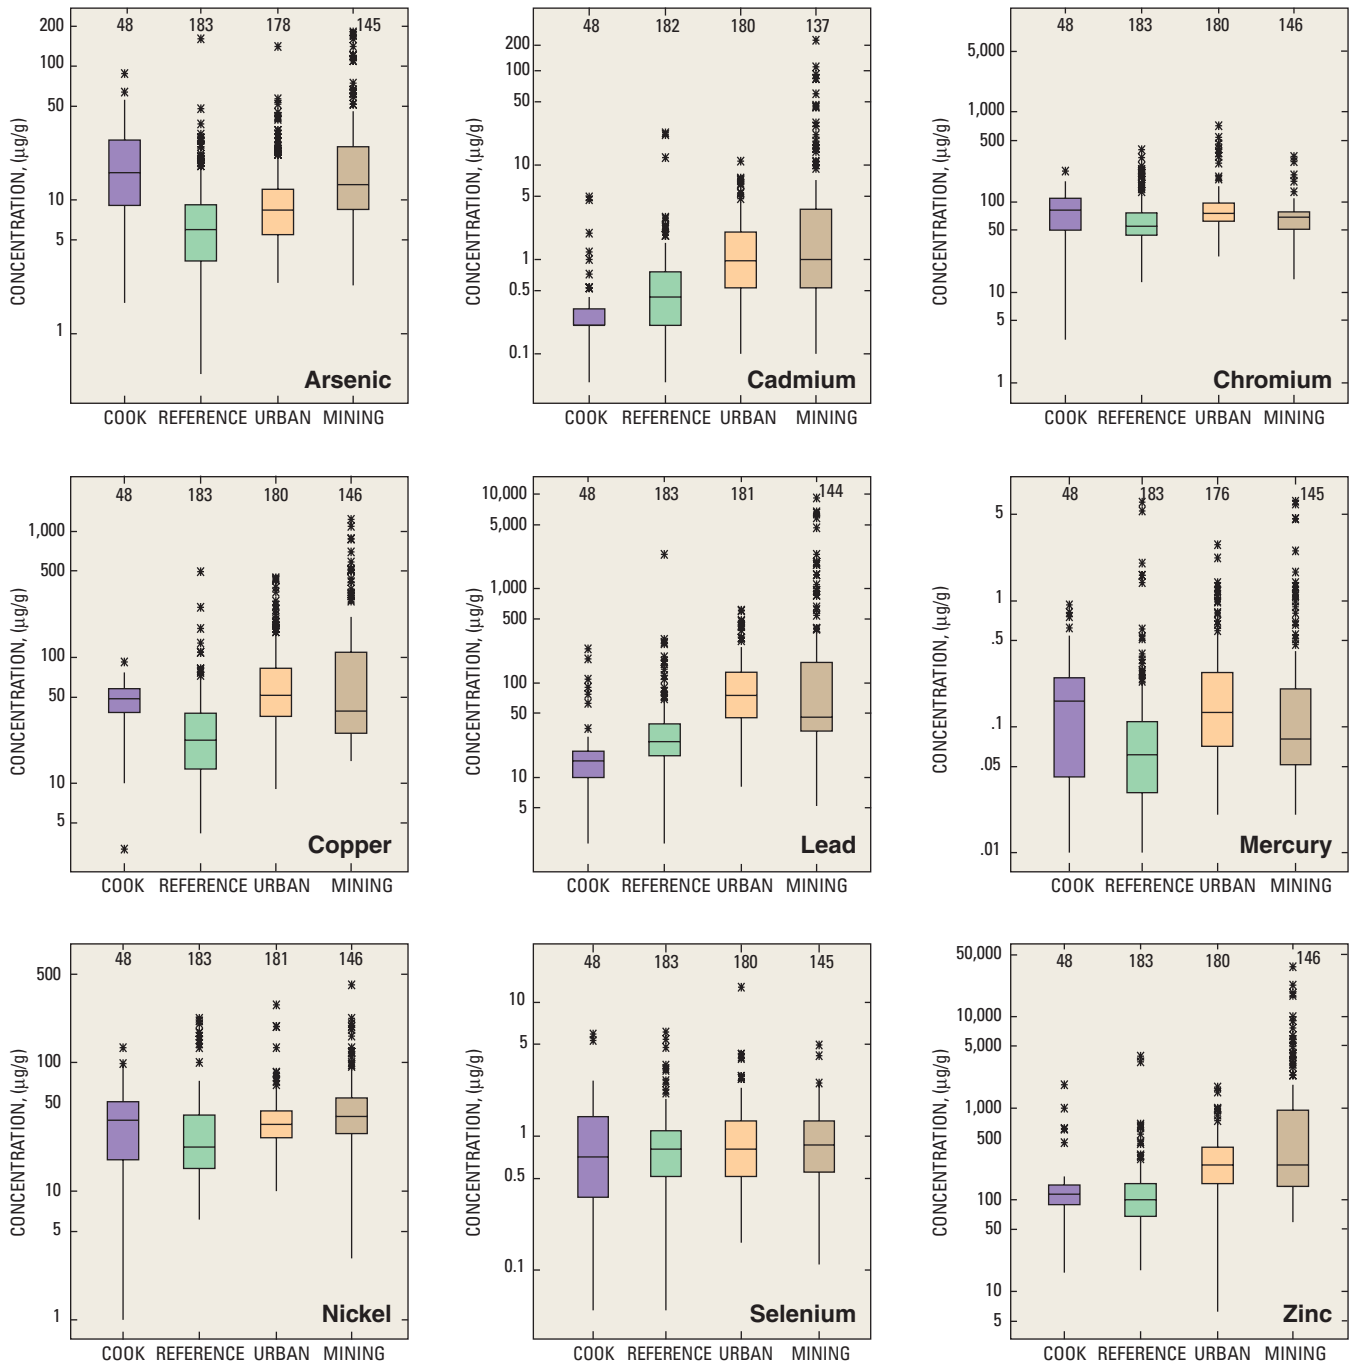 48 183 178 145
CONCENTRATION, (µg/g)
200
100
50
10
5
1
Arsenic
COOK REFERENCE URBAN MINING
48 182 180 137
CONCENTRATION, (µg/g)
200
100
50
10
5
1
0.5
0.1
Cadmium
COOK REFERENCE URBAN MINING
48 183 180 146
CONCENTRATION, (µg/g)
5,000
1,000
500
100
50
10
5
1
Chromium
COOK REFERENCE URBAN MINING
48 183 180 146
CONCENTRATION, (µg/g)
1,000
500
100
50
10
5
Copper
COOK REFERENCE URBAN MINING
48 183 181 144
CONCENTRATION, (µg/g)
10,000
5,000
1,000
500
100
50
10
5
Lead
COOK REFERENCE URBAN MINING
48 183 176 145
CONCENTRATION, (µg/g)
5
1
.5
.1
.05
.01
Mercury
COOK REFERENCE URBAN MINING
48 183 181 146
CONCENTRATION, (µg/g)
500
100
50
10
5
1
Nickel
COOK REFERENCE URBAN MINING
48 183 180 145
CONCENTRATION, (µg/g)
10
5
1
0.5
0.1
Selenium
COOK REFERENCE URBAN MINING
48 183 180 146
CONCENTRATION, (µg/g)
50,000
10,000
5,000
1,000
500
100
50
10
5
Zinc
COOK REFERENCE URBAN MINING